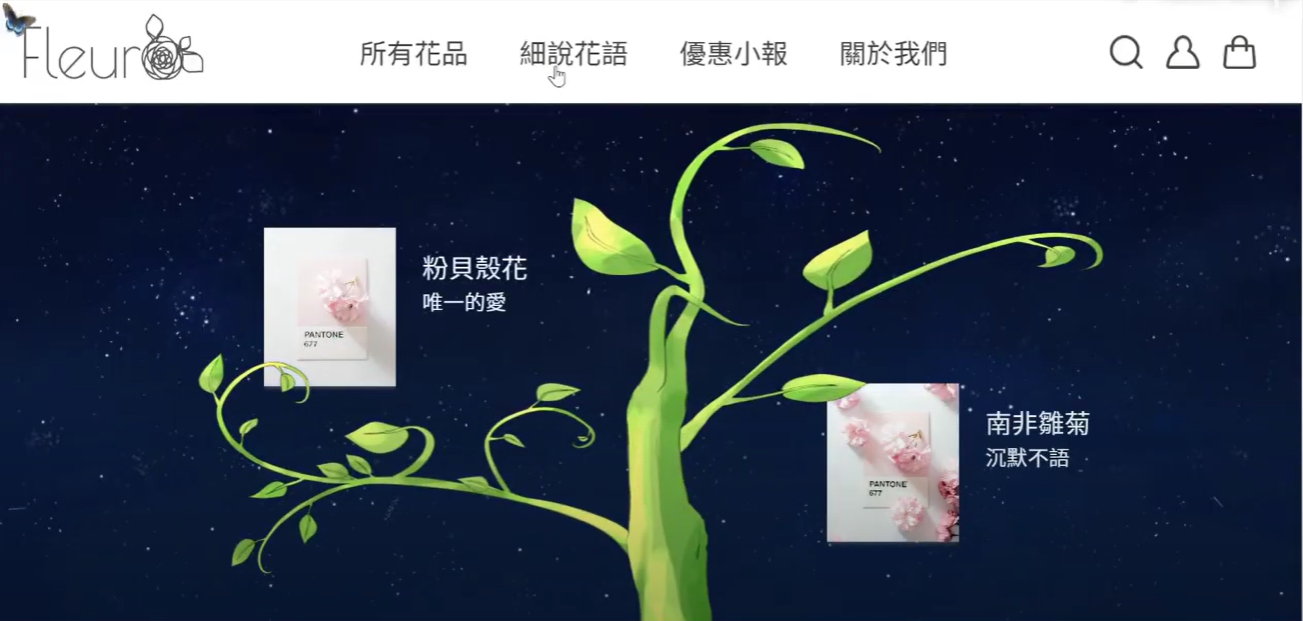 Fleur
所有花品
細說花語
優惠小報
關於我們
粉貝殼花
唯一的愛
PANTONE
677
南非雛菊
沉默不語
PANTONE
677